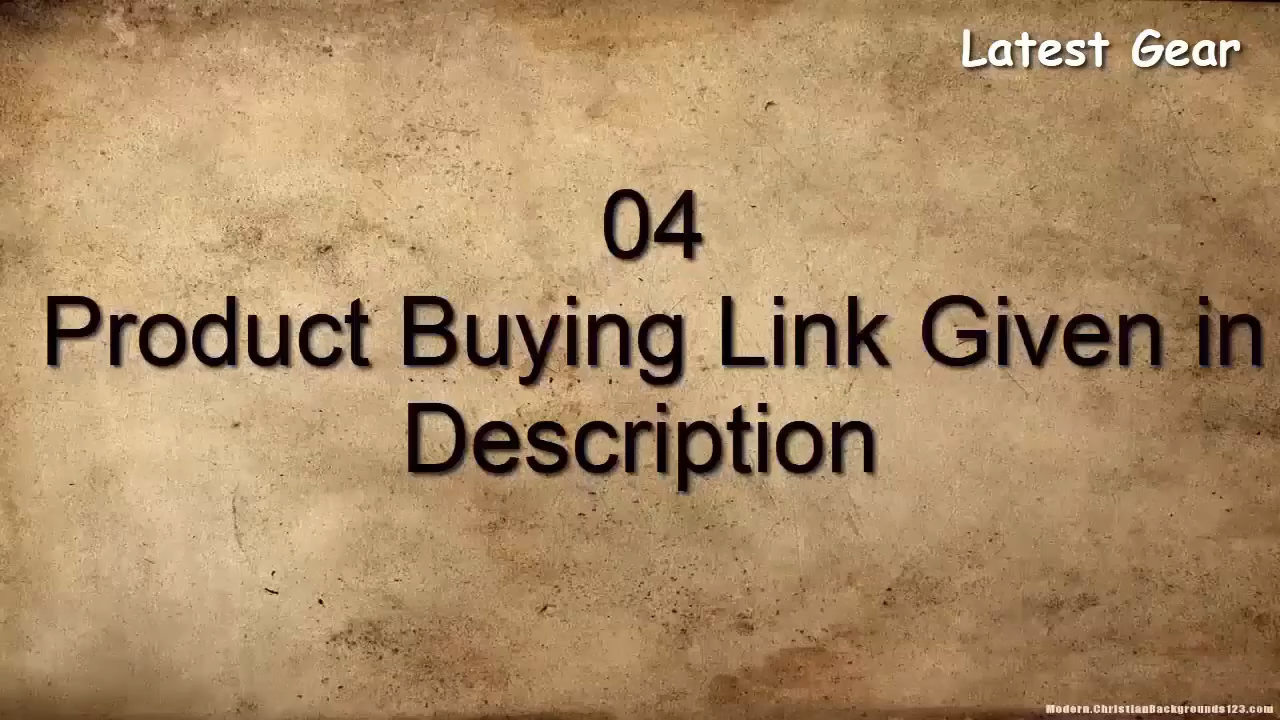 Latest Gear
04
Product Buying Link Given in
Description
Modern.ChristianBackgrounds123.com